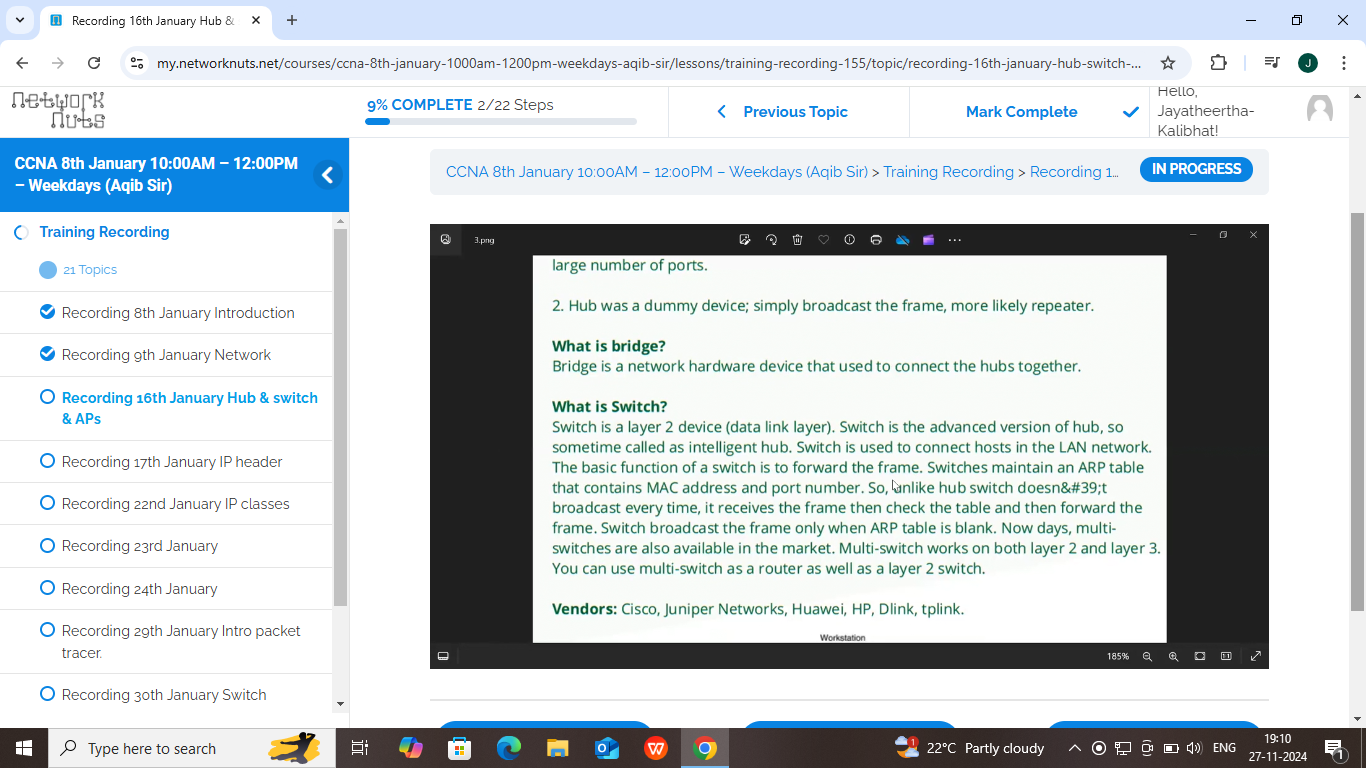 Recording 16th January Hub &
my.networknuts.net/courses/ccna-8th-january-1000am-1200pm-weekdays-aqib-sir/lessons/training-recording-155/topic/recording-16th-january-hub-switch-...
J
network
nuts
9% COMPLETE 2/22 Steps
Previous Topic
Mark Complete
Hello,
Jayatheertha-
Kalibhat!
CCNA 8th January 10:00AM – 12:00PM
– Weekdays (Aqib Sir)
Training Recording
21 Topics
Recording 8th January Introduction
Recording 9th January Network
Recording 16th January Hub & switch
& APs
Recording 17th January IP header
Recording 22nd January IP classes
Recording 23rd January
Recording 24th January
Recording 29th January Intro packet
tracer.
Recording 30th January Switch
CCNA 8th January 10:00AM – 12:00PM – Weekdays (Aqib Sir) > Training Recording > Recording 1...
IN PROGRESS
3.png
large number of ports.
2. Hub was a dummy device; simply broadcast the frame, more likely repeater.
What is bridge?
Bridge is a network hardware device that used to connect the hubs together.
What is Switch?
Switch is a layer 2 device (data link layer). Switch is the advanced version of hub, so
sometime called as intelligent hub. Switch is used to connect hosts in the LAN network.
The basic function of a switch is to forward the frame. Switches maintain an ARP table
that contains MAC address and port number. So, unlike hub switch doesn&#39;t
broadcast every time, it receives the frame then check the table and then forward the
frame. Switch broadcast the frame only when ARP table is blank. Now days, multi-
switches are also available in the market. Multi-switch works on both layer 2 and layer 3.
You can use multi-switch as a router as well as a layer 2 switch.
Vendors: Cisco, Juniper Networks, Huawei, HP, Dlink, tplink.
Workstation
185%
Type here to search
1
22°C Partly cloudy
ENG
19:10
27-11-2024
1